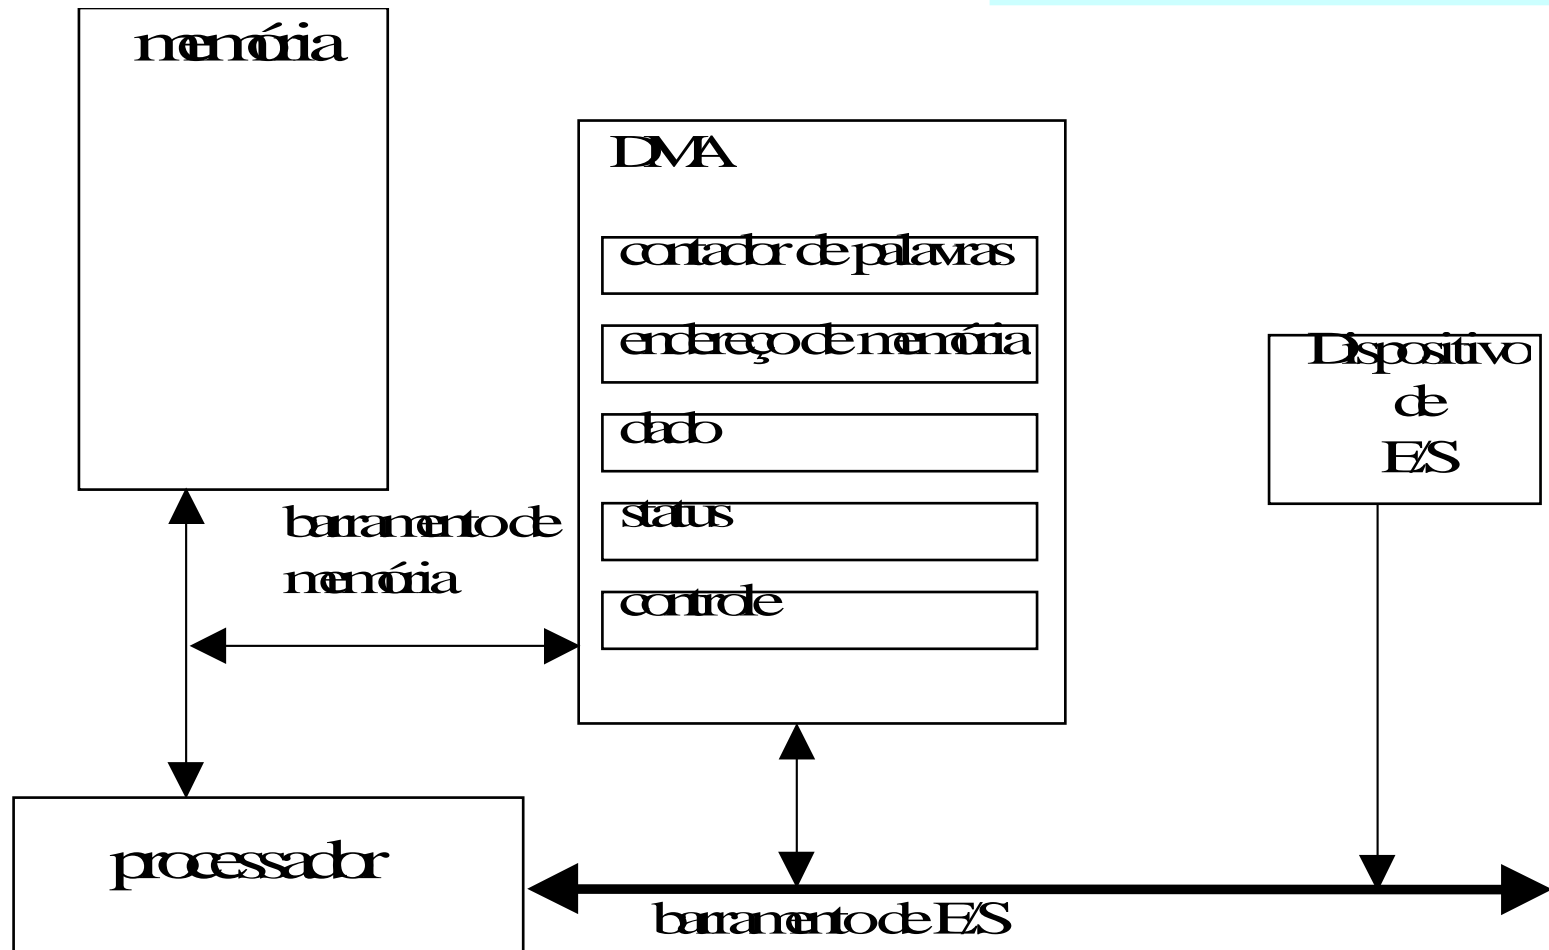 memória
DMA
contador de palavras
endereço de memória
dado
status
controle
Dispositivo
de
E/S
barramento de
memória
processador
barramento de E/S